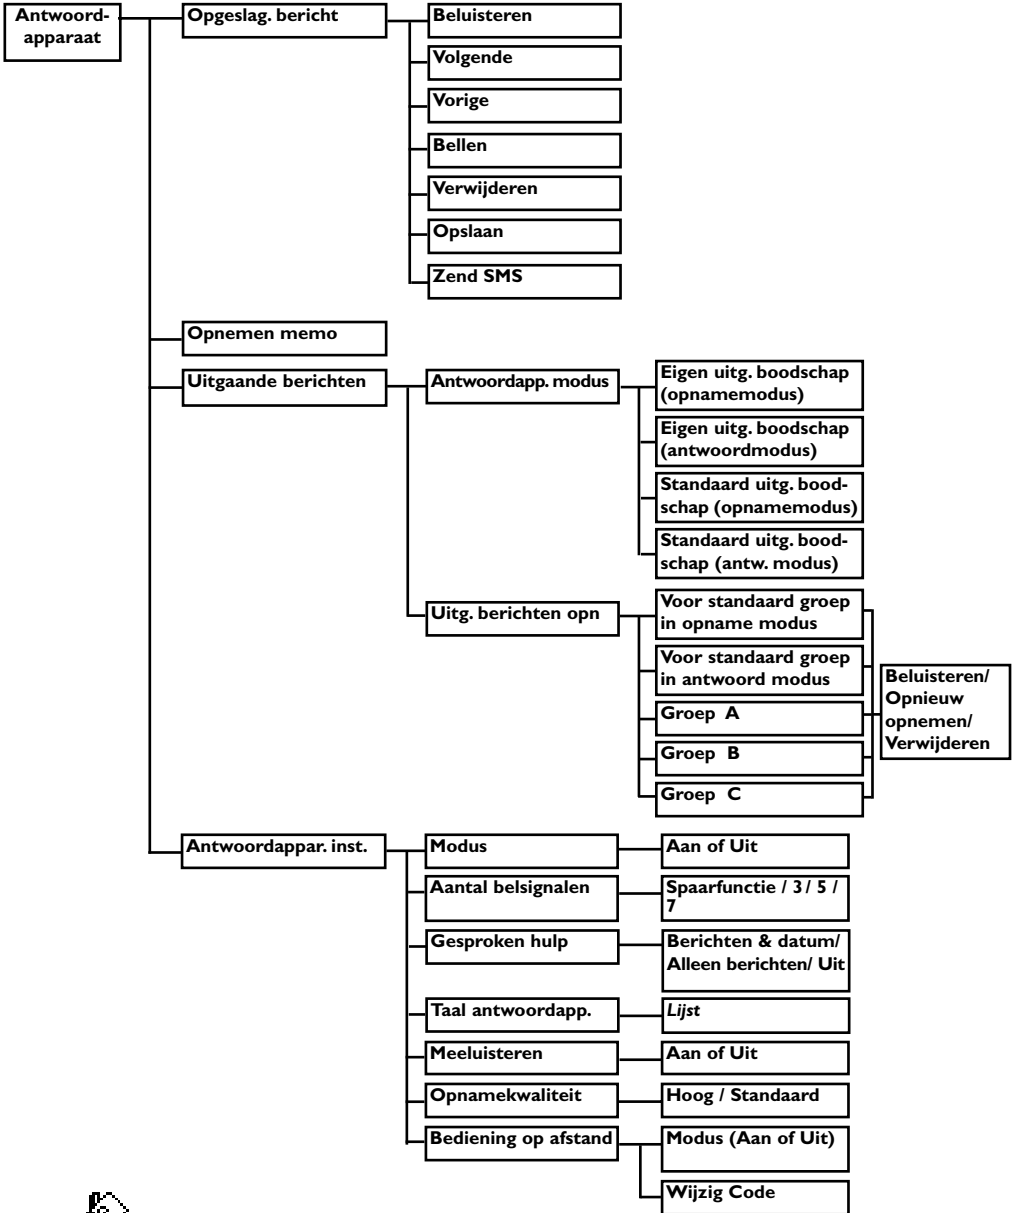 Antwoord-
apparaat
Opgeslag. bericht
Beluisteren
Volgende
Vorige
Bellen
Verwijderen
Opslaan
Zend SMS
Opnemen memo
Uitgaande berichten
Antwoordapp. modus
Eigen uitg. boodschap
(opnamemodus)
Eigen uitg. boodschap
(antwoordmodus)
Standaard uitg. bood-
schap (opnamemodus)
Standaard uitg. bood-
schap (antw. modus)
Uitg. berichten opn
Voor standaard groep
in opname modus
Voor standaard groep
in antwoord modus
Groep A
Groep B
Groep C
Beluisteren/
Opnieuw
opnemen/
Verwijderen
Antwoordappar. inst.
Modus
Aan of Uit
Aantal belsignalen
Spaarfunctie / 3 / 5 /
7
Gesproken hulp
Berichten & datum/
Alleen berichten/ Uit
Taal antwoordapp.
Lijst
Meeluisteren
Aan of Uit
Opnamekwaliteit
Hoog / Standaard
Bediening op afstand
Modus (Aan of Uit)
Wijzig Code